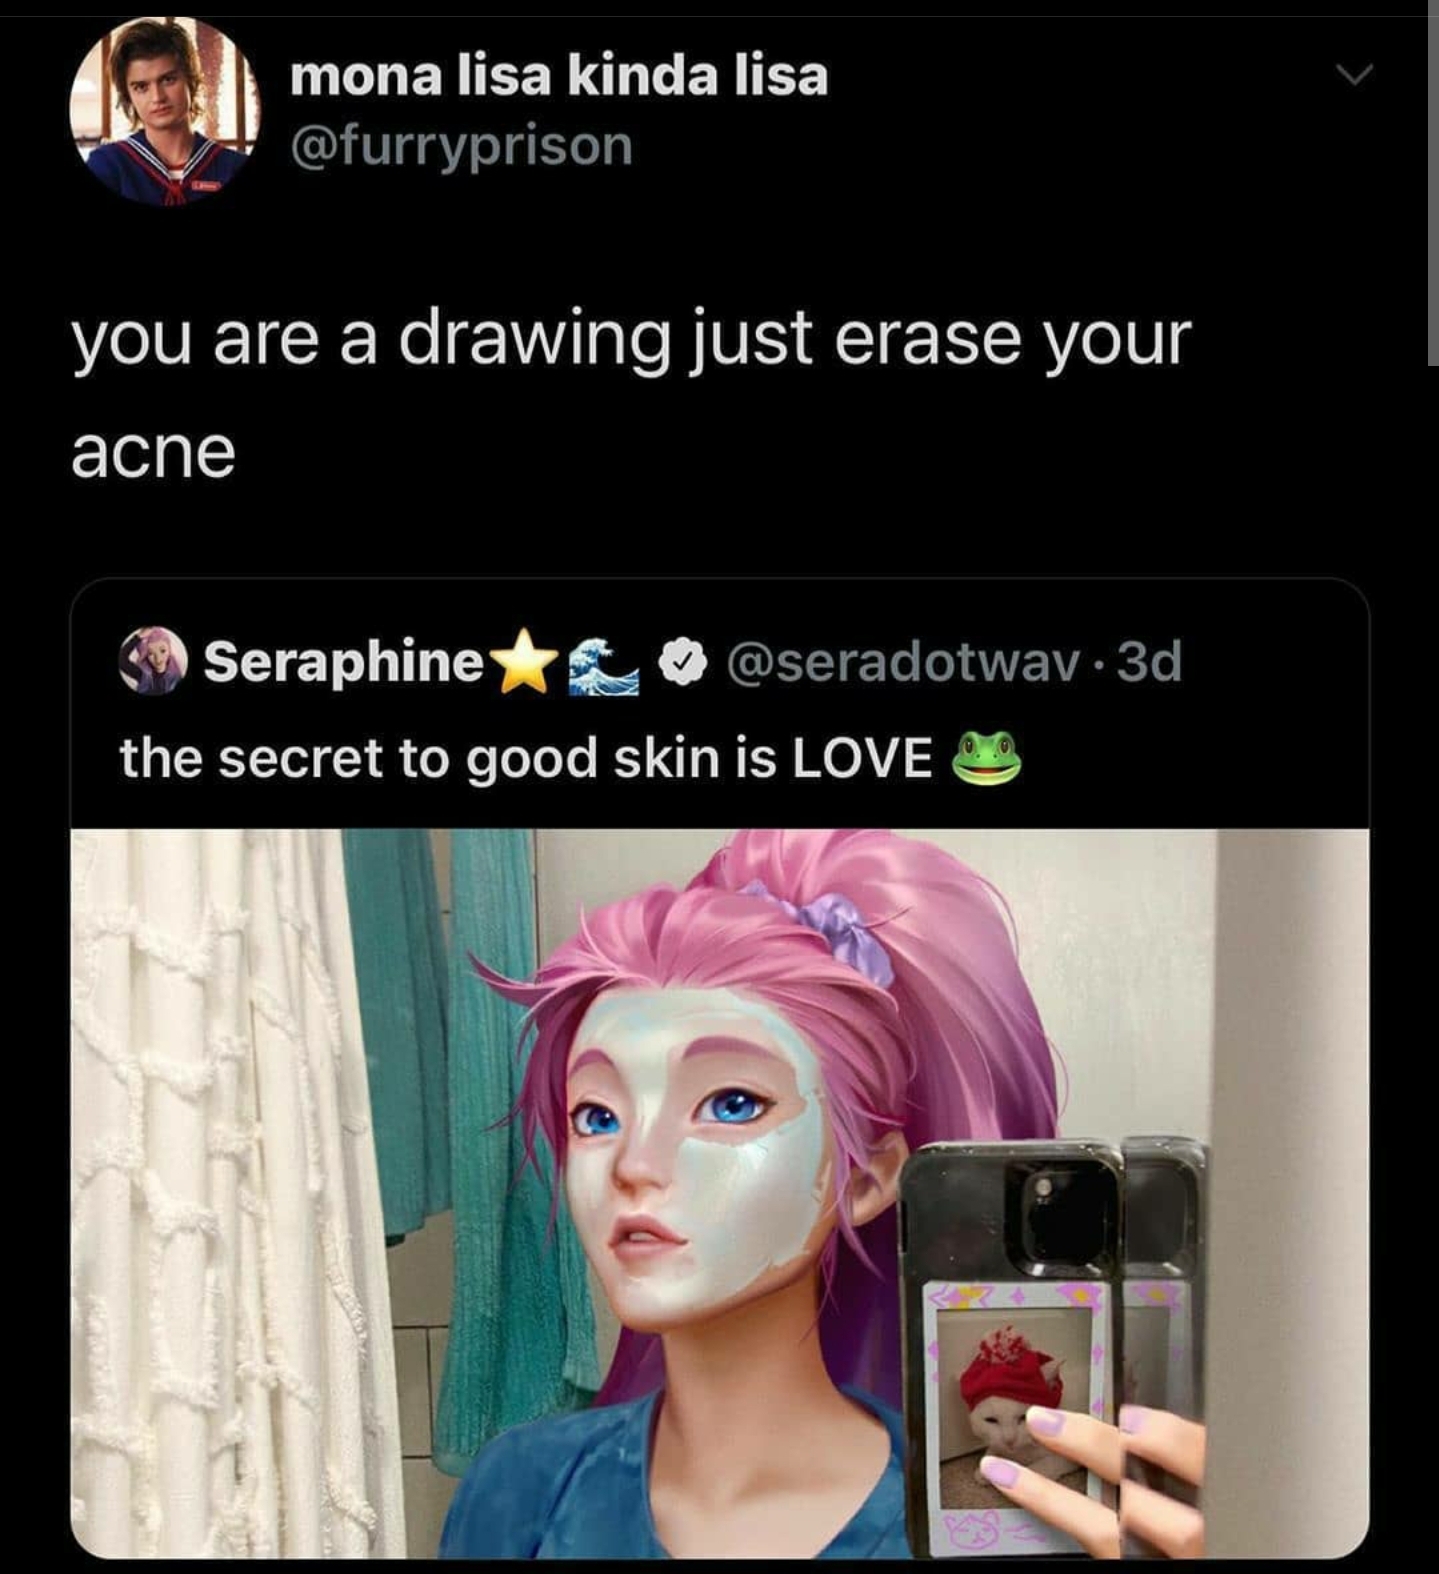 mona lisa kinda lisa
@furryprison
you are a drawing just erase your
acne
Seraphine⭐🌊 @seradotwav · 3d
the secret to good skin is LOVE 🐸